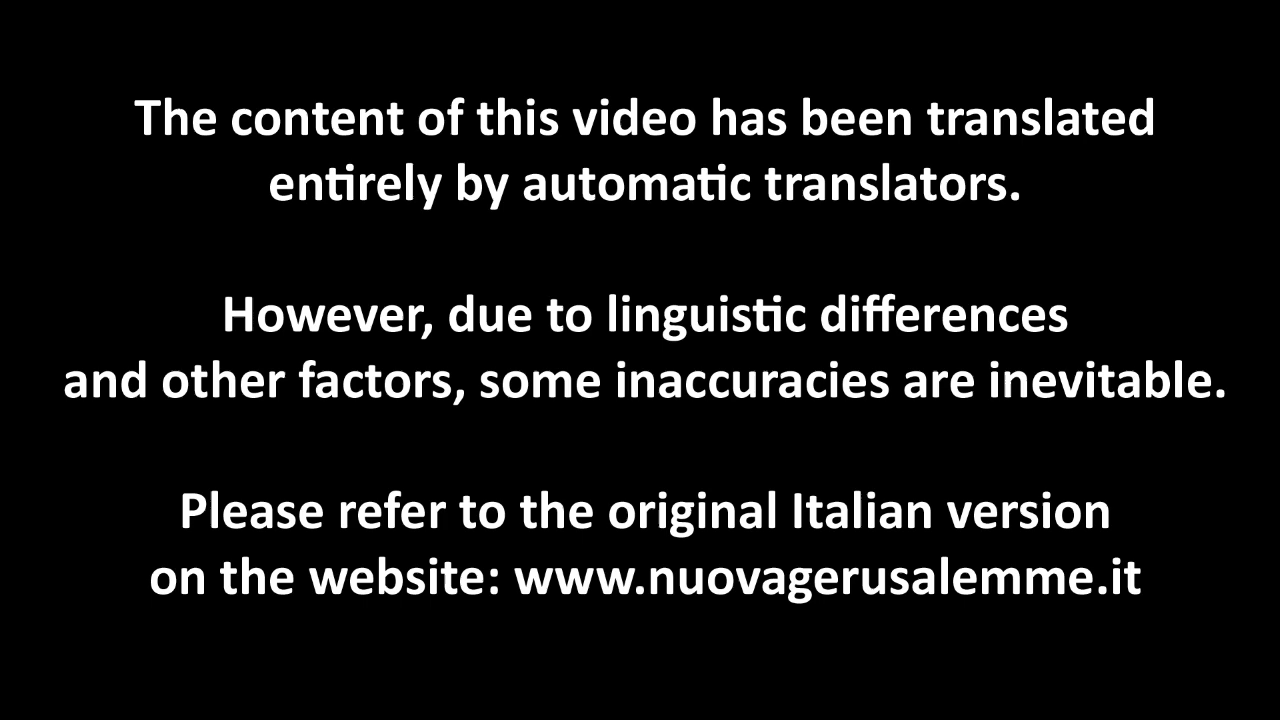 The content of this video has been translated
entirely by automatic translators.
However, due to linguistic differences
and other factors, some inaccuracies are inevitable.
Please refer to the original Italian version
on the website: www.nuovagerusalemme.it